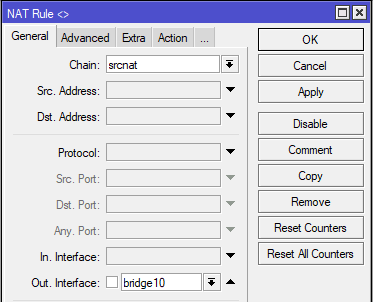 NAT Rule <>
General Advanced Extra Action ...
Chain: srcnat
Src. Address:
Dst. Address:
Protocol:
Src. Port:
Dst. Port:
Any. Port:
In. Interface:
Out. Interface: bridge10
OK
Cancel
Apply
Disable
Comment
Copy
Remove
Reset Counters
Reset All Counters